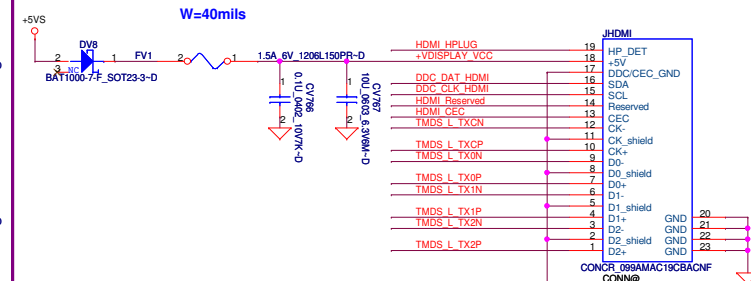 W=40mils
+5VS
DV8
2 1
3 NC
BAT1000-7-F_SOT23-3~D
FV1
2 1
1.5A_6V_1206L150PR~D
1 2
CV766
0.1U_0402_10V7K~D
1 2
CV767
10U_0603_6.3V6M~D
JHDMI
HDMI_HPLUG 19 HP_DET
+VDISPLAY_VCC 18 +5V
17 DDC/CEC_GND
DDC_DAT_HDMI 16 SDA
DDC_CLK_HDMI 15 SCL
HDMI_Reserved 14 Reserved
HDMI_CEC 13 CEC
TMDS_L_TXCN 12 CK-
11 CK_shield
TMDS_L_TXCP 10 CK+
TMDS_L_TX0N 9 D0-
8 D0_shield
TMDS_L_TX0P 7 D0+
TMDS_L_TX1N 6 D1-
5 D1_shield
TMDS_L_TX1P 4 D1+ GND 20
TMDS_L_TX2N 3 D2- GND 21
2 D2_shield GND 22
TMDS_L_TX2P 1 D2+ GND 23
CONCR_099AMAC19CBACNF
CONN@